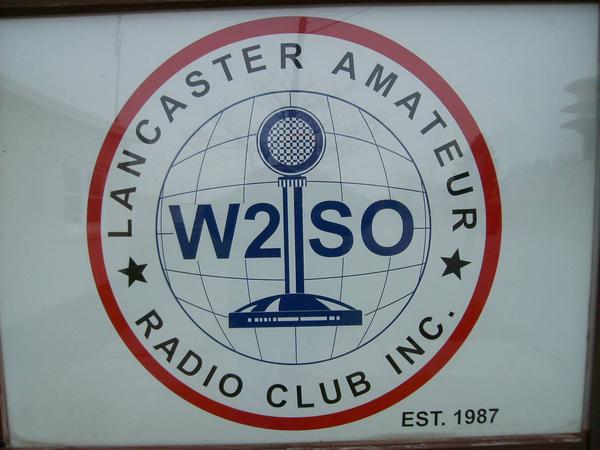 LANCASTER AMATEUR
W2SO
RADIO CLUB INC.
EST. 1987